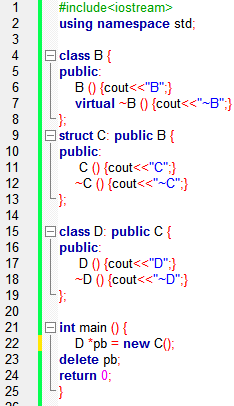 1 #include<iostream>
2 using namespace std;
3
4 class B {
5 public:
6 B () {cout<<"B";}
7 virtual ~B () {cout<<"~B";}
8 };
9 struct C: public B {
10 public:
11 C () {cout<<"C";}
12 ~C () {cout<<"~C";}
13 };
14
15 class D: public C {
16 public:
17 D () {cout<<"D";}
18 ~D () {cout<<"~D";}
19 };
20
21 int main () {
22 D *pb = new C();
23 delete pb;
24 return 0;
25 }
26